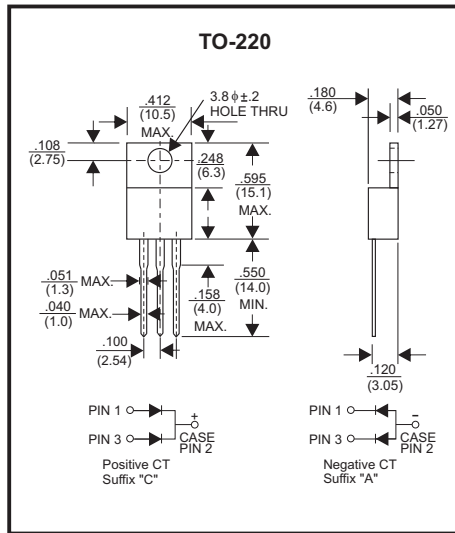 TO-220
.412
(10.5)
MAX.
3.8 ϕ±.2
HOLE THRU
.108
(2.75)
.248
(6.3)
.595
(15.1)
MAX.
.051
(1.3)
MAX.
.040
(1.0)
MAX.
.100
(2.54)
.158
(4.0)
MAX.
.550
(14.0)
MIN.
.180
(4.6)
.050
(1.27)
.120
(3.05)
PIN 1
+
PIN 3
CASE
PIN 2
Positive CT
Suffix "C"
PIN 1
−
PIN 3
CASE
PIN 2
Negative CT
Suffix "A"